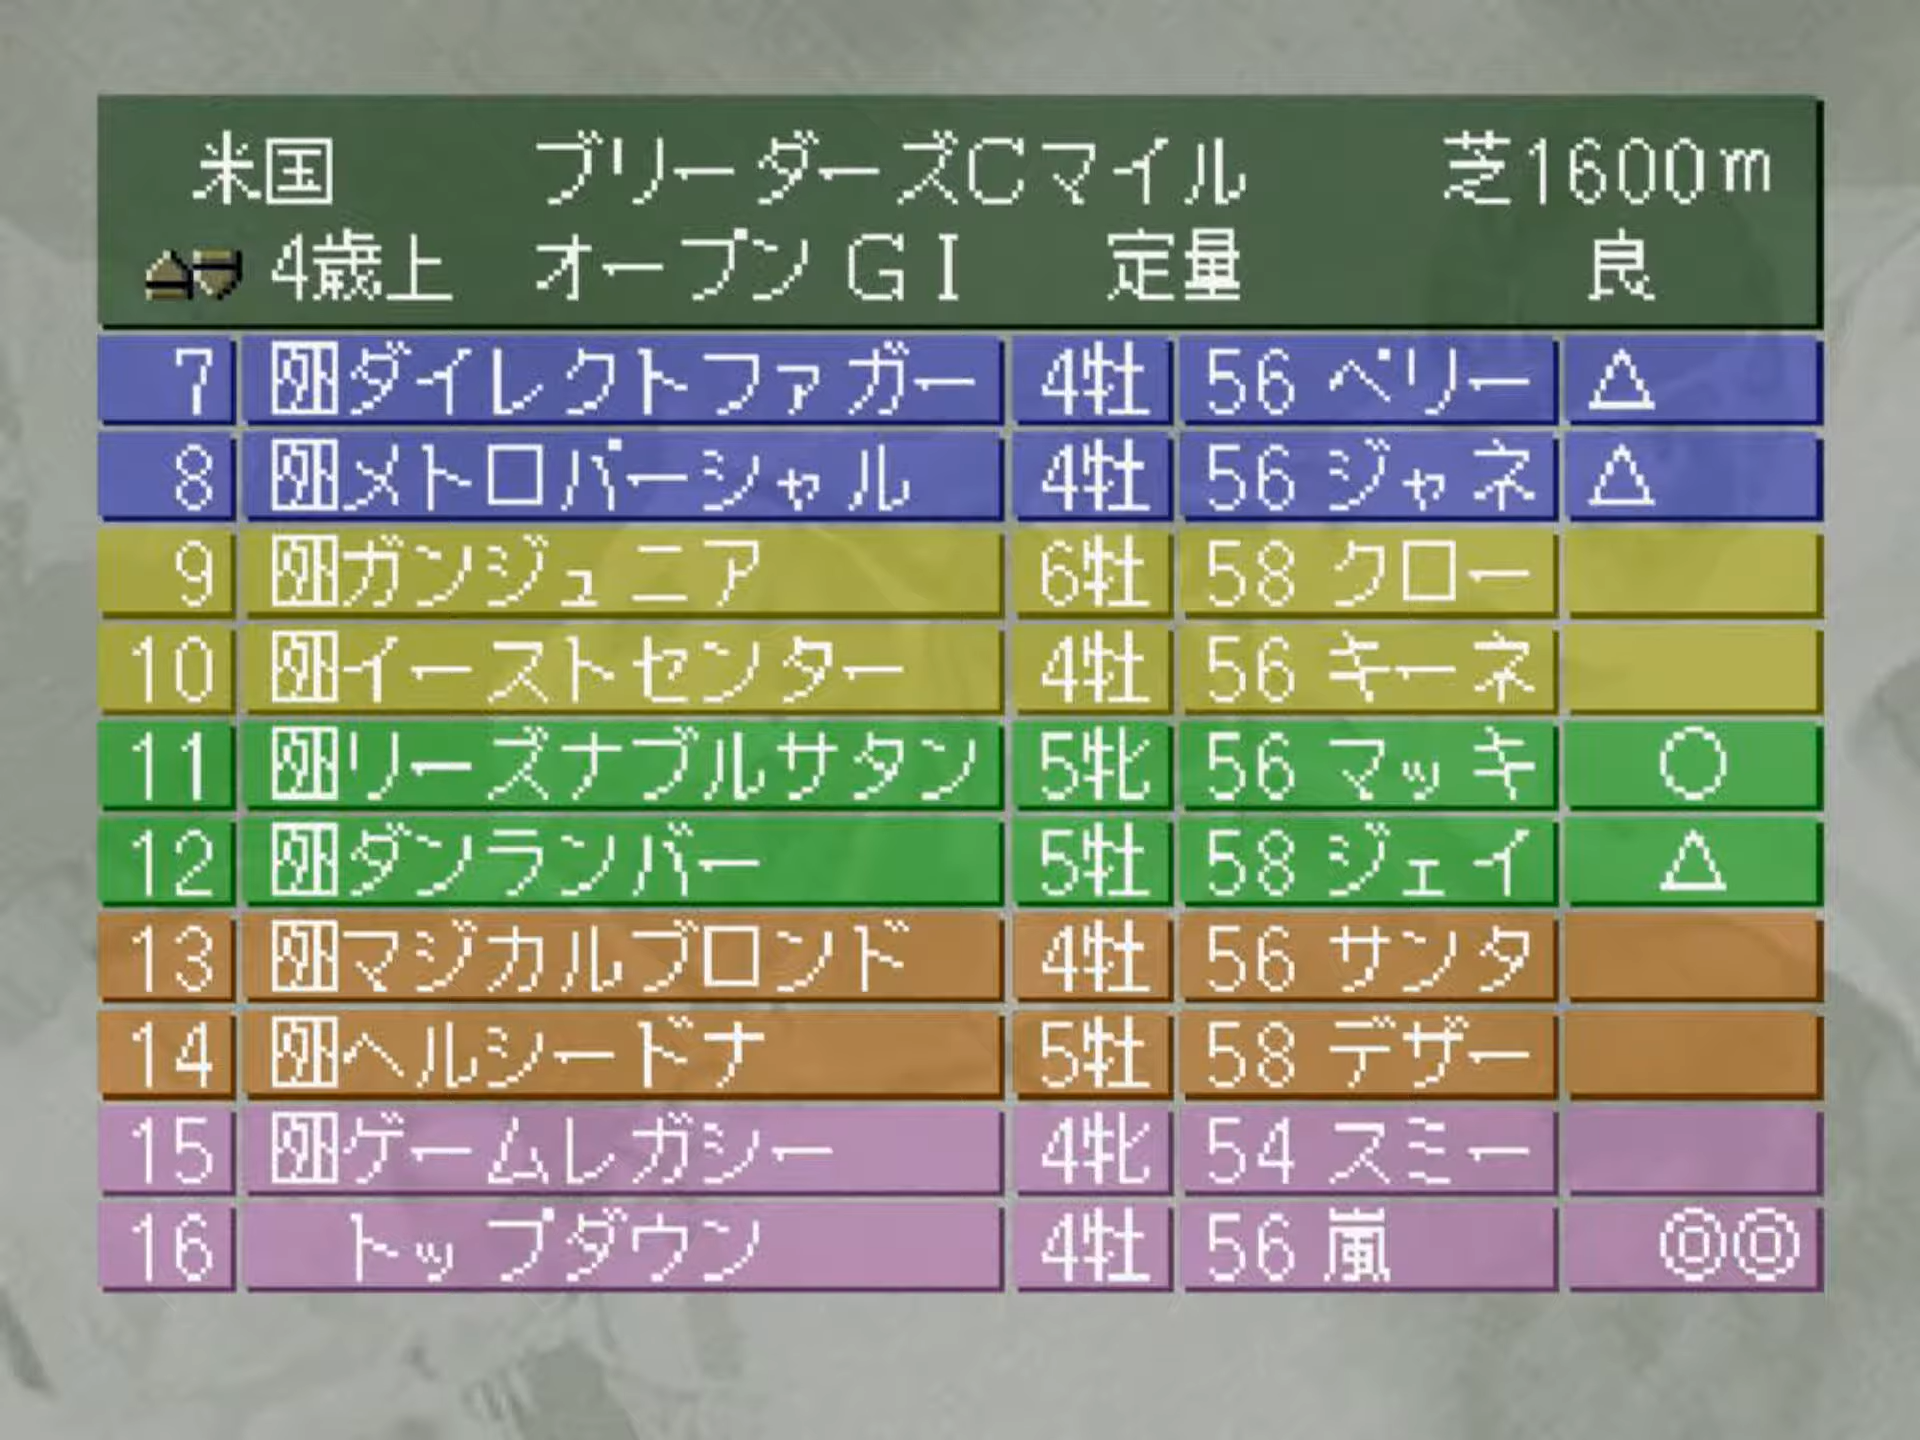 米国 ブリーダーズCマイル 芝1600m
4歳上 オープン GⅠ 定量 良
7 外ダイレクトファガー 4牡 56 ペリー △
8 外メトロパーシャル 4牡 56 ジャネ △
9 外ガンジュニア 6牡 58 クロー
10 外イーストセンター 4牡 56 キーネ
11 外リーズナブルサタン 5牝 56 マッキ ○
12 外ダンランバー 5牡 58 ジェイ △
13 外マジカルブロンド 4牡 56 サンタ
14 外ヘルシードナ 5牡 58 デザー
15 外ゲームレガシー 4牝 54 スミー
16 トップダウン 4牡 56 嵐 ◎◎